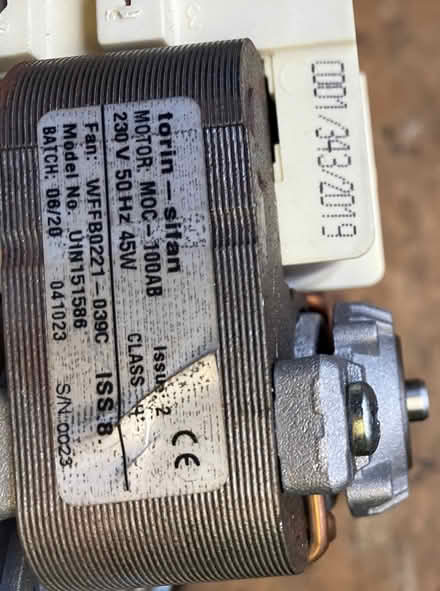 torin-sifan
MOTOR: MOC-100AB Issue 2
230V 50Hz 45W CLASS H
CE
Fan: WFFB0221-039C ISS.8
Model No. UIN151586
BATCH: 06/20 041023 S/N 0023
0001/343/2019